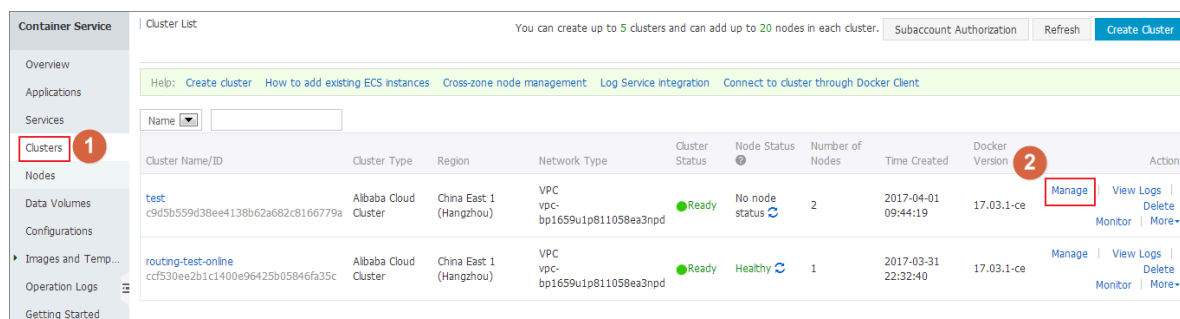 Container Service
Cluster List
You can create up to 5 clusters and can add up to 20 nodes in each cluster.
Subaccount Authorization
Refresh
Create Cluster
Overview
Applications
Services
Clusters
1
Nodes
Data Volumes
Configurations
Images and Temp...
Operation Logs
Getting Started
Help: Create cluster How to add existing ECS instances Cross-zone node management Log Service integration Connect to cluster through Docker Client
Name
Cluster Name/ID
Cluster Type
Region
Network Type
Cluster
Status
Node Status
Number of
Nodes
Time Created
Docker
Version
2
Action
test
c9d5b559d38ee4138b62a682c8166779a
Alibaba Cloud
Cluster
China East 1
(Hangzhou)
VPC
vpc-
bp1659u1p811058ea3npd
Ready
No node
status
2
2017-04-01
09:44:19
17.03.1-ce
Manage | View Logs |
Delete
Monitor | More
routing-test-online
ccf530ee2b1c1400e96425b05846fa35c
Alibaba Cloud
Cluster
China East 1
(Hangzhou)
VPC
vpc-
bp1659u1p811058ea3npd
Ready
Healthy
1
2017-03-31
22:32:40
17.03.1-ce
Manage | View Logs |
Delete
Monitor | More